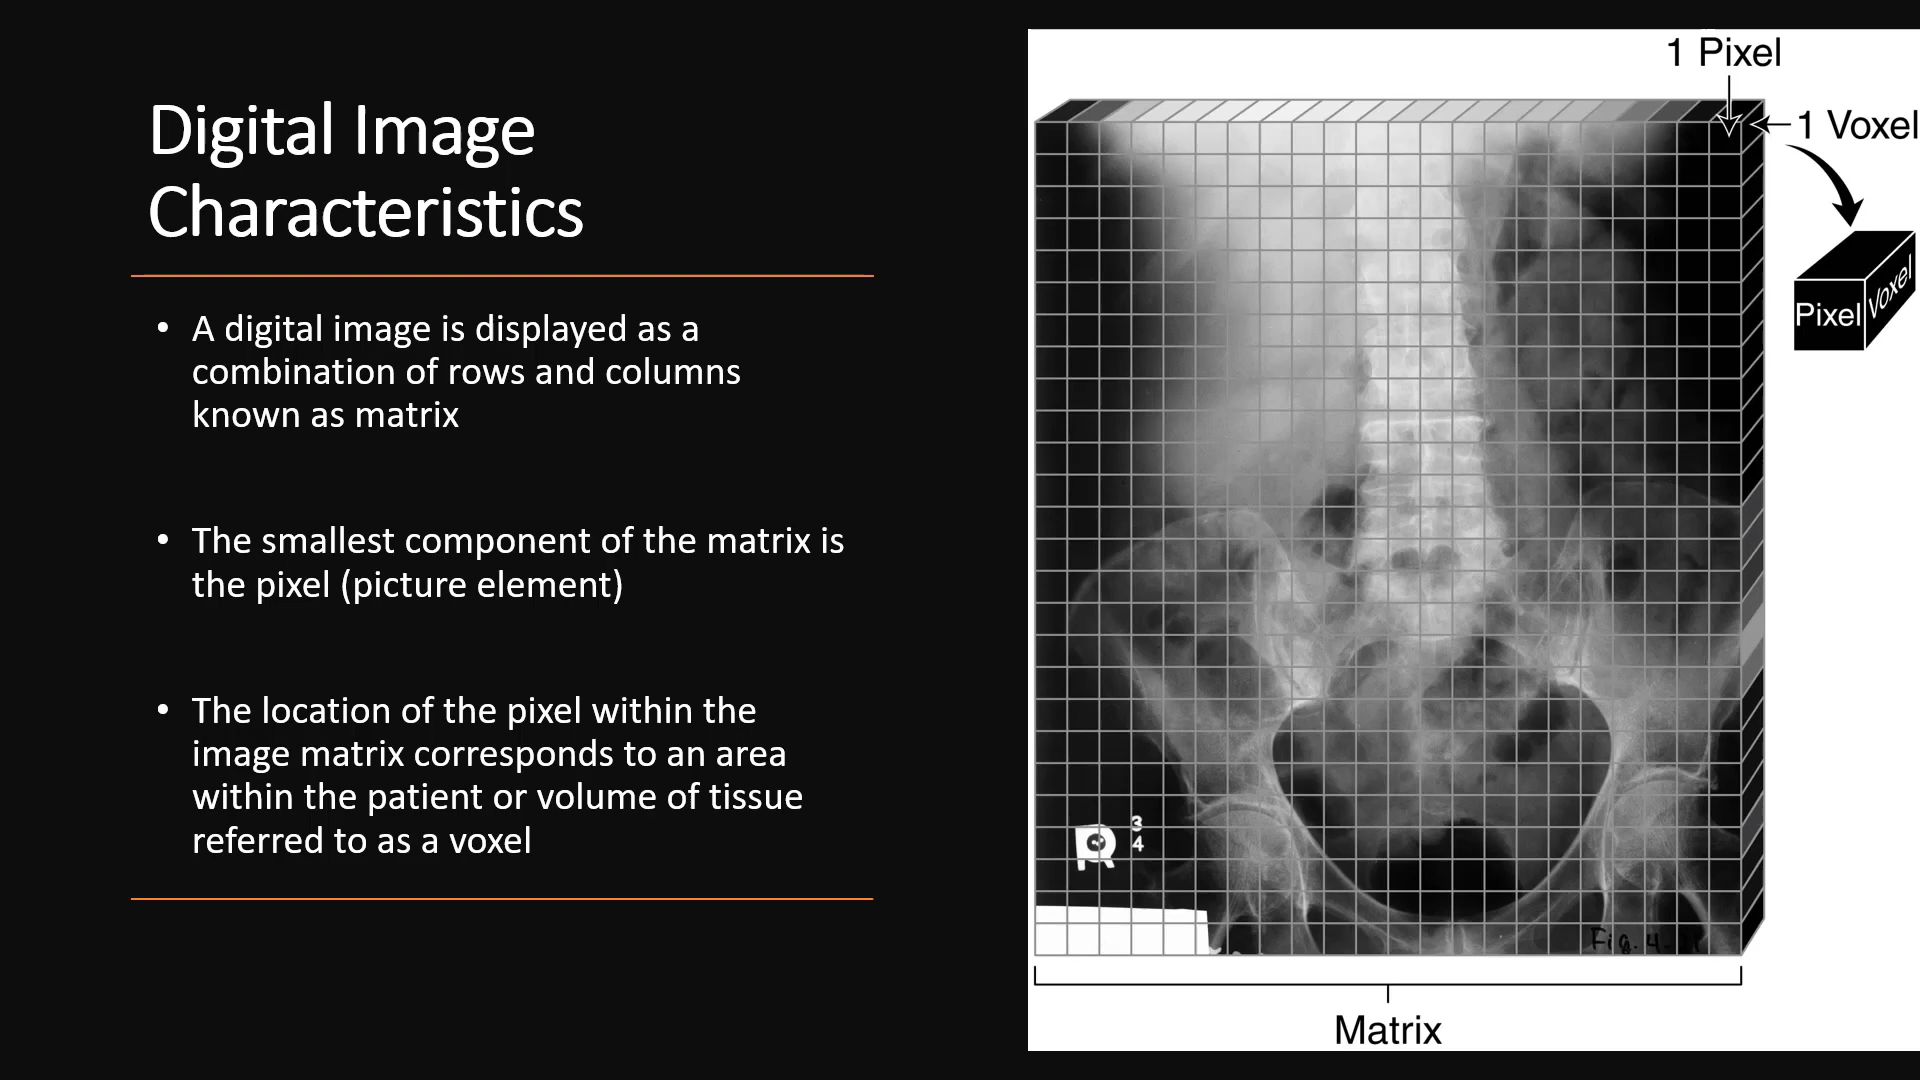 Digital Image
Characteristics
• A digital image is displayed as a
combination of rows and columns
known as matrix
• The smallest component of the matrix is
the pixel (picture element)
• The location of the pixel within the
image matrix corresponds to an area
within the patient or volume of tissue
referred to as a voxel
1 Pixel
1 Voxel
Pixel
Voxel
R
3
4
Fig. 4-
Matrix